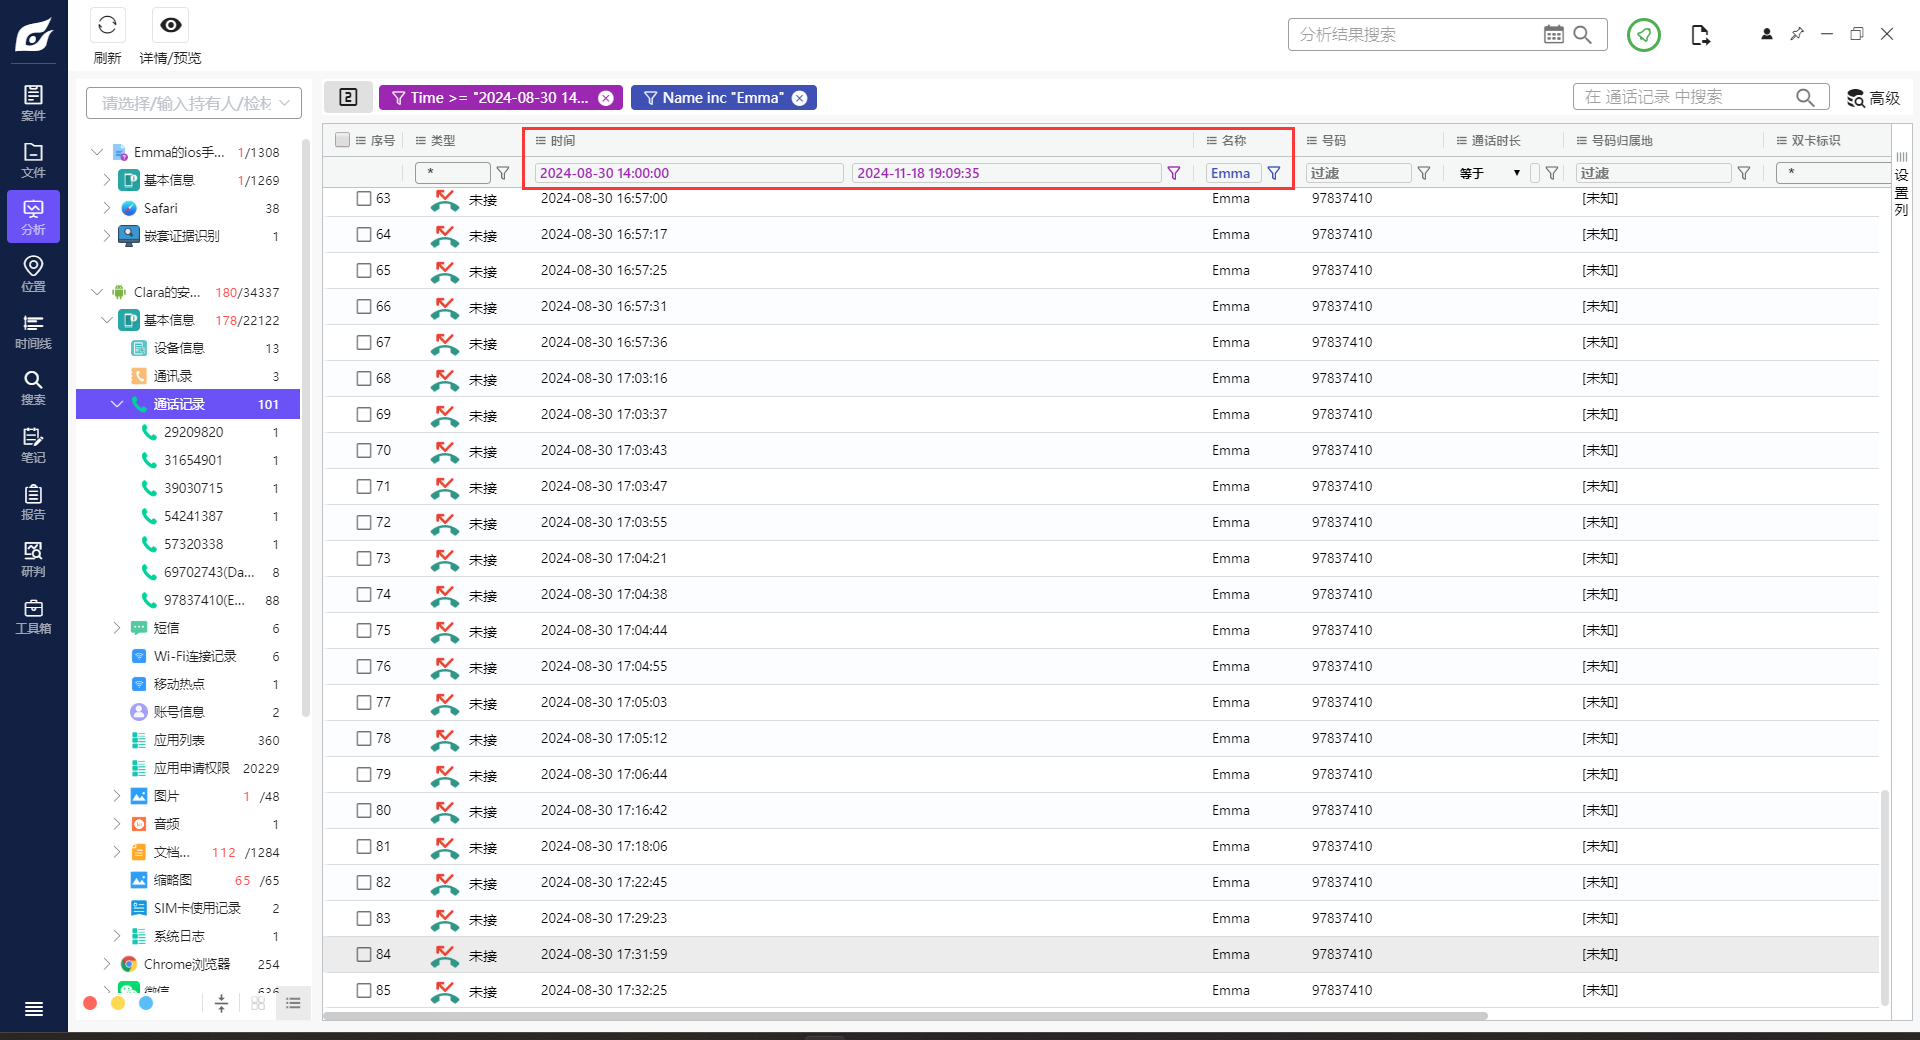 刷新
详情/预览
分析结果搜索
案件
文件
分析
位置
时间线
搜索
笔记
报告
研判
工具箱
请选择/输入持有人/检材
Emma的ios手... 1/1308
基本信息 1/1269
Safari 38
嵌套证据识别 1
Clara的安... 180/34337
基本信息 178/22122
设备信息 13
通讯录 3
通话记录 101
29209820 1
31654901 1
39030715 1
54241387 1
57320338 1
69702743(Da... 8
97837410(E... 88
短信 6
Wi-Fi连接记录 6
移动热点 1
账号信息 2
应用列表 360
应用申请权限 20229
图片 1 /48
音频 1
文档... 112 /1284
缩略图 65 /65
SIM卡使用记录 2
系统日志 1
Chrome浏览器 254
微信 636
2 Time >= "2024-08-30 14... Name inc "Emma"
在 通话记录 中搜索 高级
序号 类型 时间 名称 号码 通话时长 号码归属地 双卡标识
* 2024-08-30 14:00:00 2024-11-18 19:09:35 Emma 过滤 等于 过滤 *
设置列
63 未接 2024-08-30 16:57:00 Emma 97837410 [未知]
64 未接 2024-08-30 16:57:17 Emma 97837410 [未知]
65 未接 2024-08-30 16:57:25 Emma 97837410 [未知]
66 未接 2024-08-30 16:57:31 Emma 97837410 [未知]
67 未接 2024-08-30 16:57:36 Emma 97837410 [未知]
68 未接 2024-08-30 17:03:16 Emma 97837410 [未知]
69 未接 2024-08-30 17:03:37 Emma 97837410 [未知]
70 未接 2024-08-30 17:03:43 Emma 97837410 [未知]
71 未接 2024-08-30 17:03:47 Emma 97837410 [未知]
72 未接 2024-08-30 17:03:55 Emma 97837410 [未知]
73 未接 2024-08-30 17:04:21 Emma 97837410 [未知]
74 未接 2024-08-30 17:04:38 Emma 97837410 [未知]
75 未接 2024-08-30 17:04:44 Emma 97837410 [未知]
76 未接 2024-08-30 17:04:55 Emma 97837410 [未知]
77 未接 2024-08-30 17:05:03 Emma 97837410 [未知]
78 未接 2024-08-30 17:05:12 Emma 97837410 [未知]
79 未接 2024-08-30 17:06:44 Emma 97837410 [未知]
80 未接 2024-08-30 17:16:42 Emma 97837410 [未知]
81 未接 2024-08-30 17:18:06 Emma 97837410 [未知]
82 未接 2024-08-30 17:22:45 Emma 97837410 [未知]
83 未接 2024-08-30 17:29:23 Emma 97837410 [未知]
84 未接 2024-08-30 17:31:59 Emma 97837410 [未知]
85 未接 2024-08-30 17:32:25 Emma 97837410 [未知]